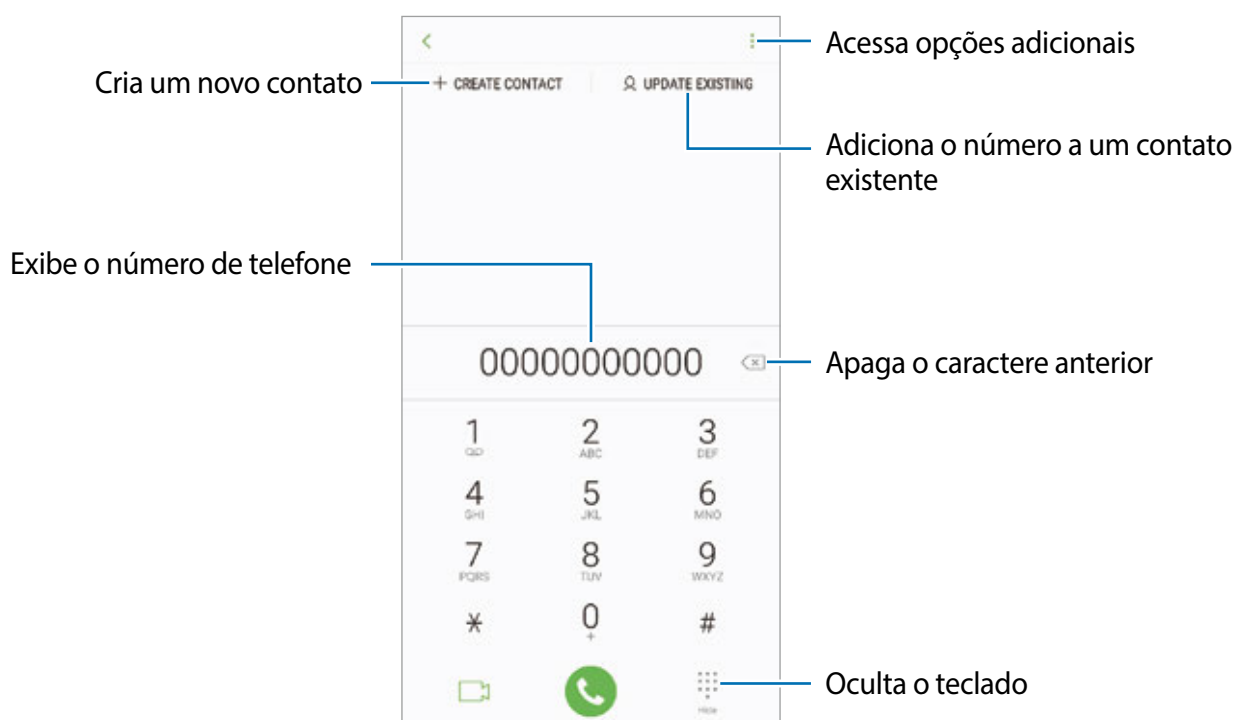 Acessa opções adicionais
Cria um novo contato
+ CREATE CONTACT
UPDATE EXISTING
Adiciona o número a um contato
existente
Exibe o número de telefone
00000000000
Apaga o caractere anterior
1 2 3
ABC DEF
4 5 6
GHI JKL MNO
7 8 9
PQRS TUV WXYZ
* 0 #
+
Hide
Oculta o teclado